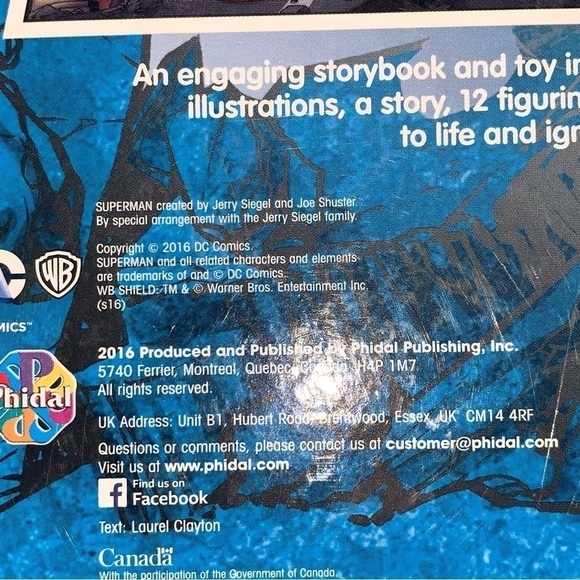 An engaging storybook and toy in
illustrations, a story, 12 figurin
to life and ign
SUPERMAN created by Jerry Siegel and Joe Shuster.
By special arrangement with the Jerry Siegel family.
Copyright © 2016 DC Comics.
SUPERMAN and all related characters and elements
are trademarks of and © DC Comics.
WB SHIELD: TM & © Warner Bros. Entertainment Inc.
(s16)
C
WB
MICS™
2016 Produced and Published by Phidal Publishing, Inc.
5740 Ferrier, Montreal, Quebec, Canada H4P 1M7
All rights reserved.
Phidal
UK Address: Unit B1, Hubert Road, Brentwood, Essex, UK CM14 4RF
Questions or comments, please contact us at customer@phidal.com
Visit us at www.phidal.com
f Find us on
Facebook
Text: Laurel Clayton
Canada
With the participation of the Government of Canada.